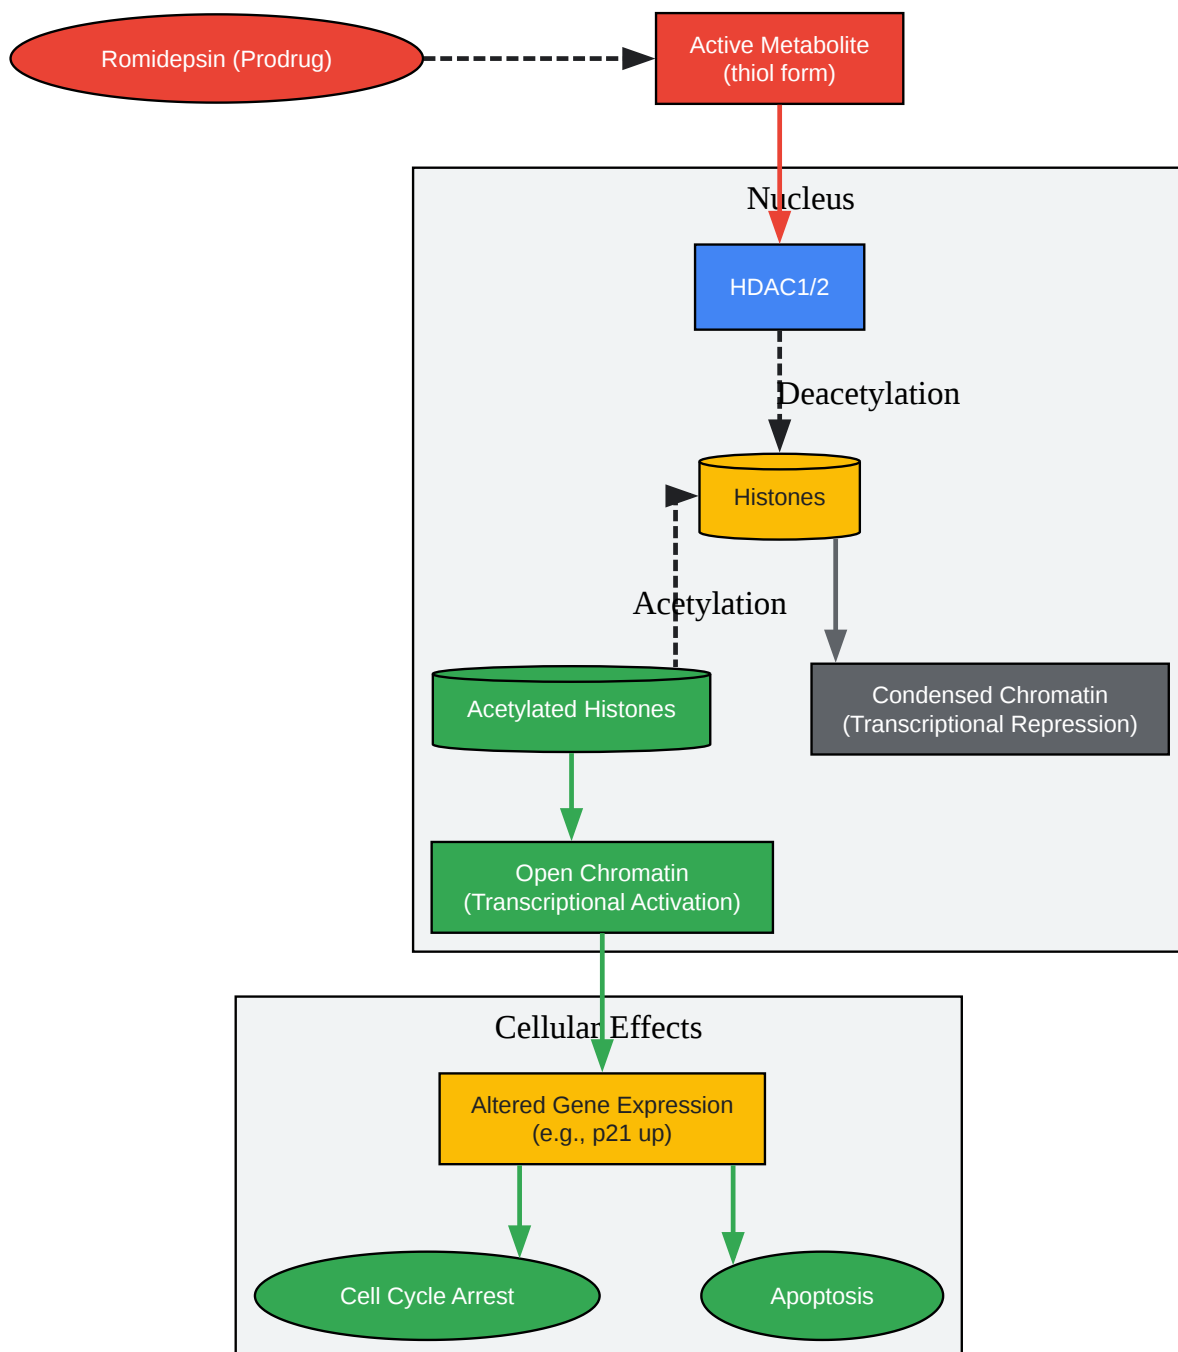 Romidepsin (Prodrug)
Active Metabolite
(thiol form)
Nucleus
HDAC1/2
Deacetylation
Histones
Acetylation
Acetylated Histones
Condensed Chromatin
(Transcriptional Repression)
Open Chromatin
(Transcriptional Activation)
Cellular Effects
Altered Gene Expression
(e.g., p21 up)
Cell Cycle Arrest
Apoptosis